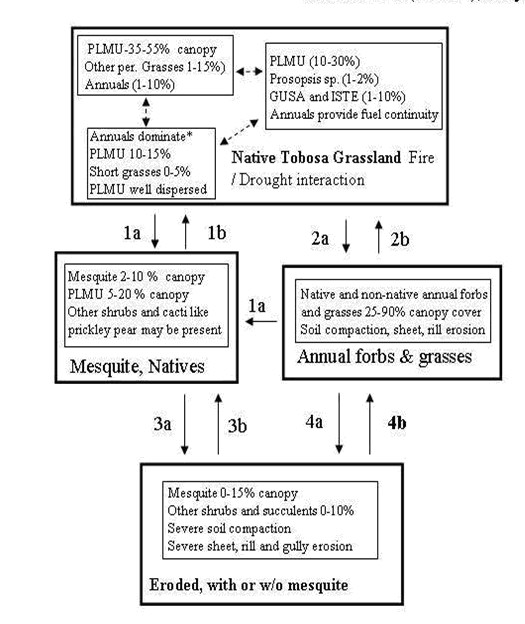 PLMU-35-55% canopy
Other per. Grasses 1-15%)
Annuals (1-10%)
PLMU (10-30%)
Prosopsis sp. (1-2%)
GUSA and ISTE (1-10%)
Annuals provide fuel continuity
Annuals dominate*
PLMU 10-15%
Short grasses 0-5%
PLMU well dispersed
Native Tobosa Grassland Fire
/ Drought interaction
1a
1b
2a
2b
Mesquite 2-10 % canopy
PLMU 5-20 % canopy
Other shrubs and cacti like
prickley pear may be present
Mesquite, Natives
1a
Native and non-native annual forbs
and grasses 25-90% canopy cover
Soil compaction, sheet, rill erosion
Annual forbs & grasses
3a
3b
4a
4b
Mesquite 0-15% canopy
Other shrubs and succulents 0-10%
Severe soil compaction
Severe sheet, rill and gully erosion
Eroded, with or w/o mesquite